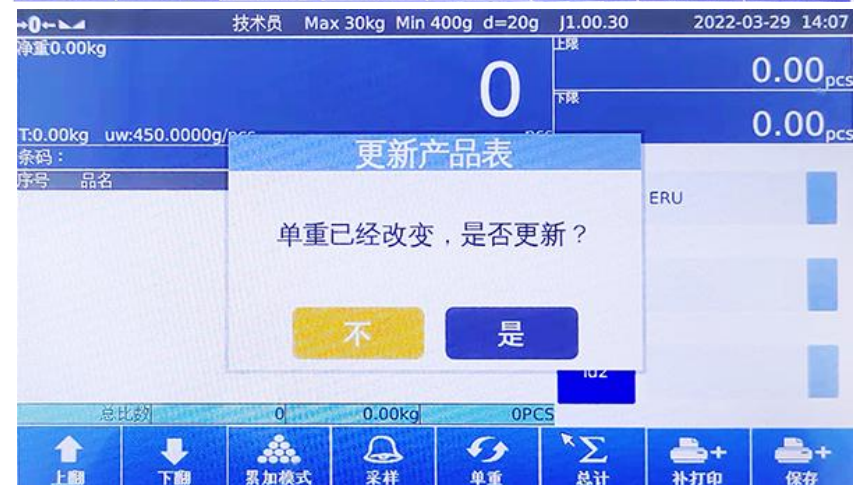 →0← 技术员 Max 30kg Min 400g d=20g J1.00.30 2022-03-29 14:07
净重0.00kg
0
上限
0.00pcs
下限
0.00pcs
T:0.00kg uw:450.0000g/pcs
pcs
条码：
序号 品名
更新产品表
ERU
单重已经改变，是否更新？
不 是
总比数 0 0.00kg 0PCS
上翻 下翻 累加模式 采样 单重 总计 补打印 保存